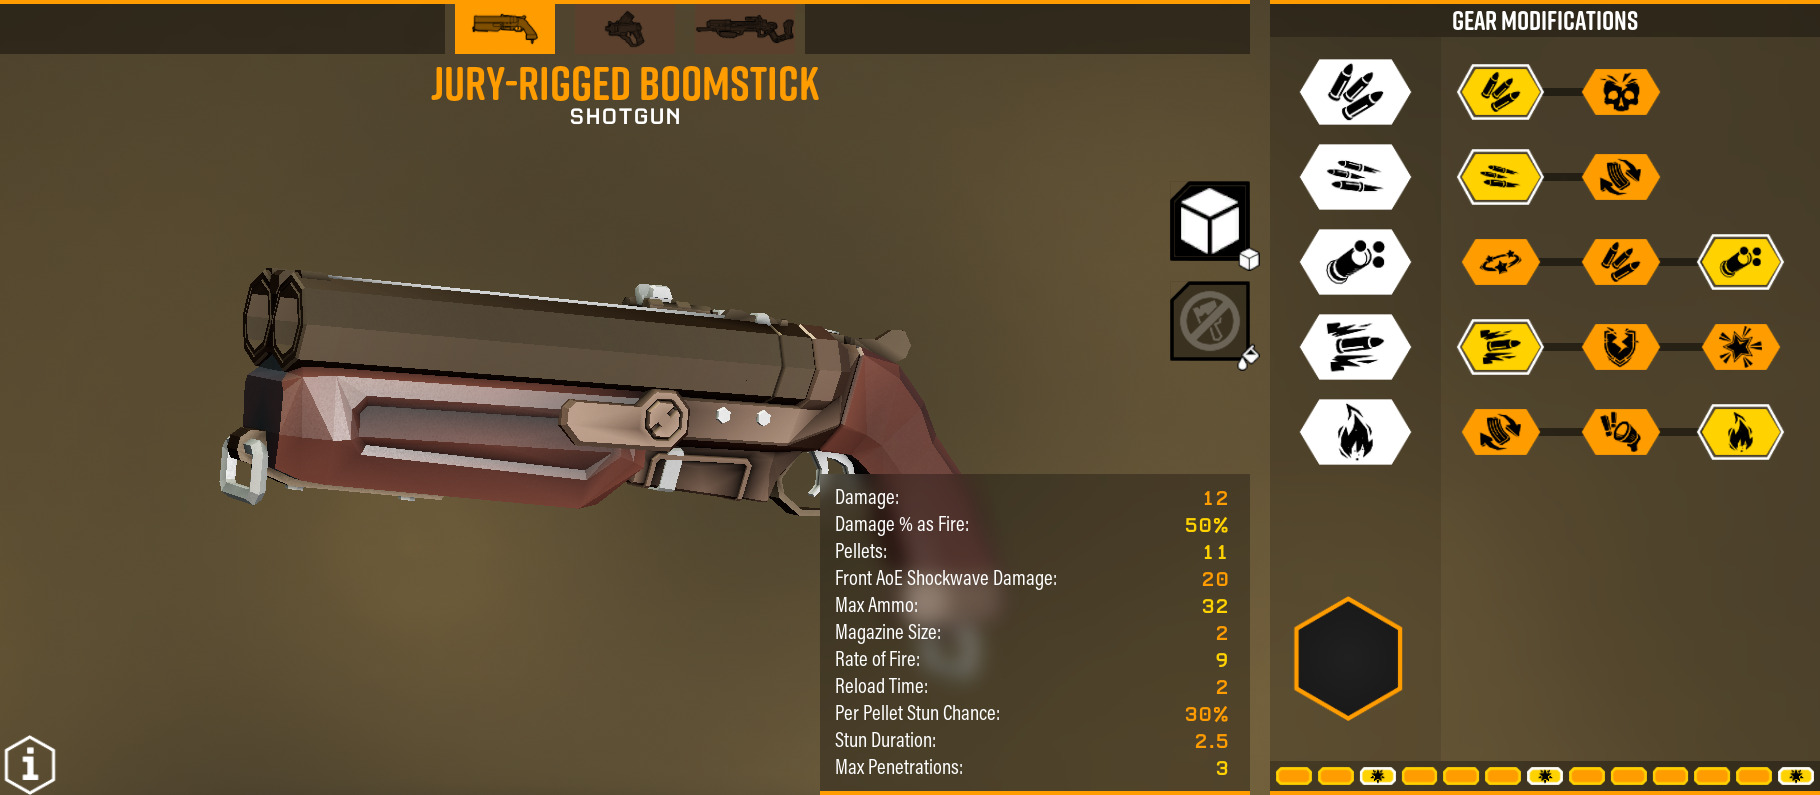 JURY-RIGGED BOOMSTICK
SHOTGUN
GEAR MODIFICATIONS
Damage: 12
Damage % as Fire: 50%
Pellets: 11
Front AoE Shockwave Damage: 20
Max Ammo: 32
Magazine Size: 2
Rate of Fire: 9
Reload Time: 2
Per Pellet Stun Chance: 30%
Stun Duration: 2.5
Max Penetrations: 3